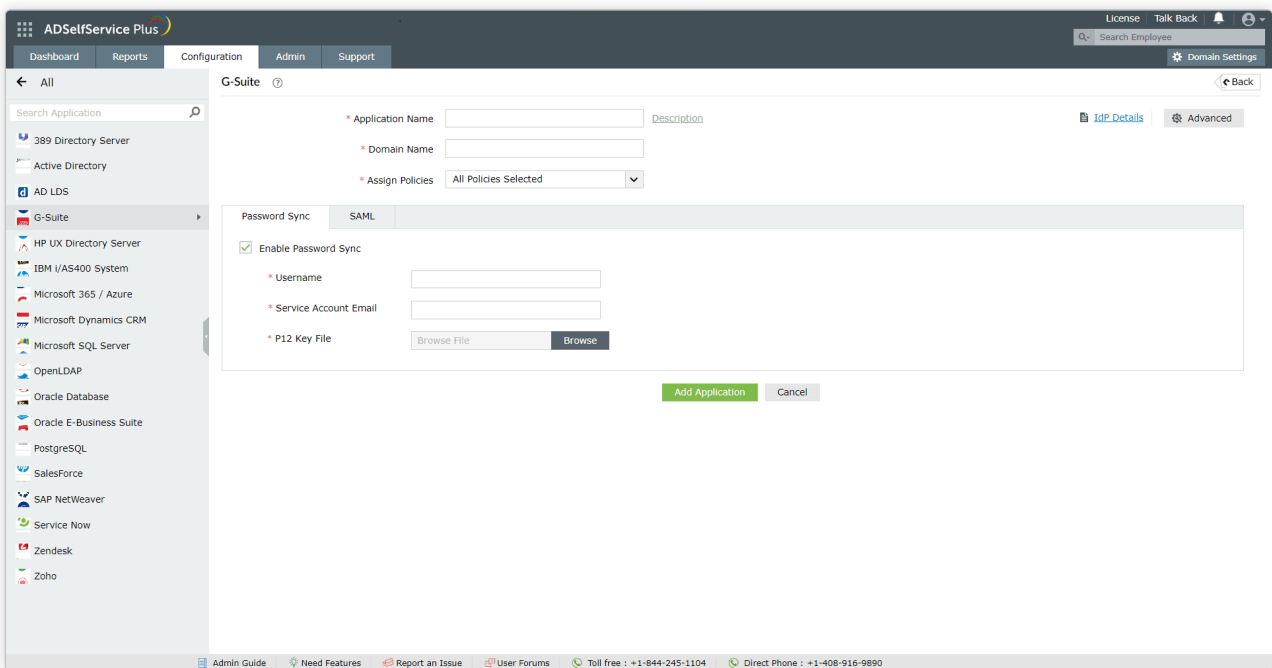 License Talk Back
ADSelfService Plus
Search Employee
Dashboard Reports Configuration Admin Support
Domain Settings
All
G-Suite
Back
Search Application
389 Directory Server
Active Directory
AD LDS
G-Suite
HP UX Directory Server
IBM i/AS400 System
Microsoft 365 / Azure
Microsoft Dynamics CRM
Microsoft SQL Server
OpenLDAP
Oracle Database
Oracle E-Business Suite
PostgreSQL
SalesForce
SAP NetWeaver
Service Now
Zendesk
Zoho
* Application Name
Description
IdP Details
Advanced
* Domain Name
* Assign Policies All Policies Selected
Password Sync SAML
Enable Password Sync
* Username
* Service Account Email
* P12 Key File Browse File Browse
Add Application Cancel
Admin Guide Need Features Report an Issue User Forums Toll free : +1-844-245-1104 Direct Phone : +1-408-916-9890